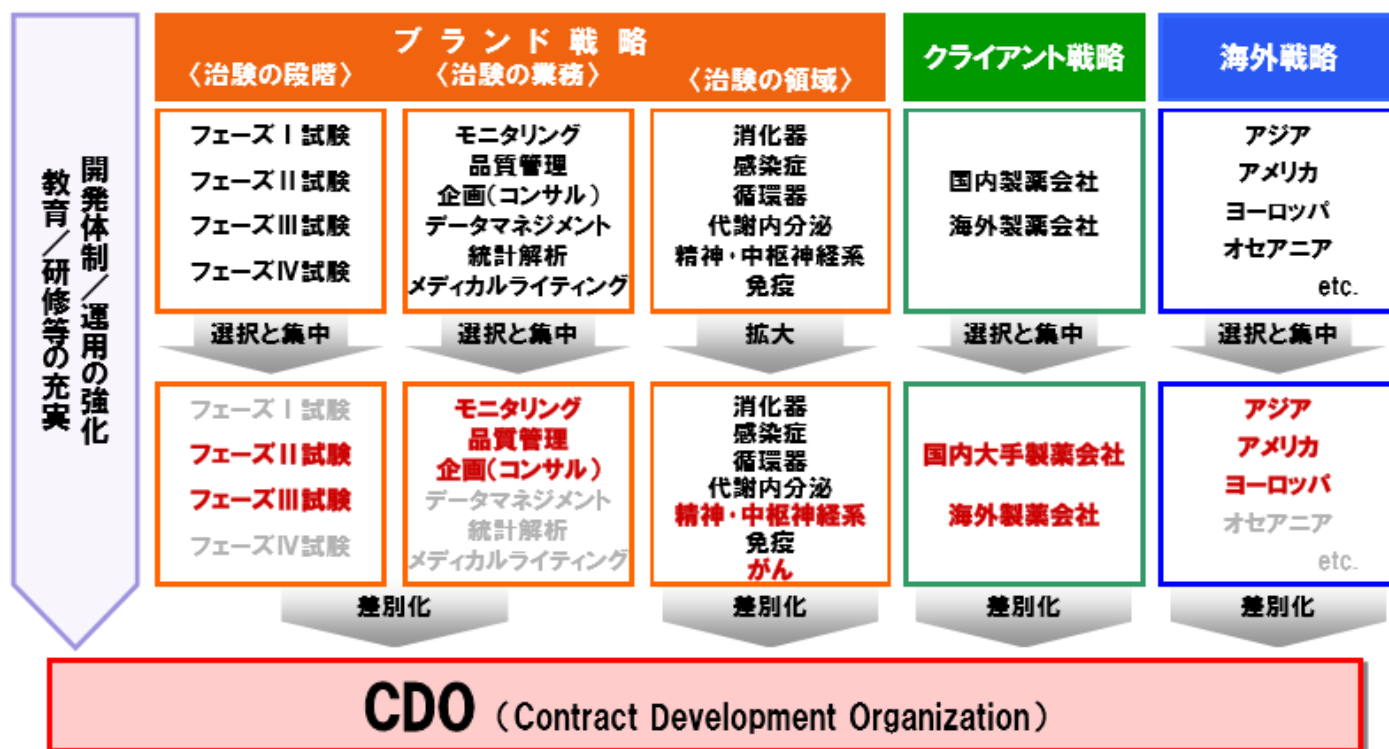 開発体制／運用の強化
教育／研修等の充実
ブランド戦略
〈治験の段階〉
〈治験の業務〉
〈治験の領域〉
クライアント戦略
海外戦略
フェーズⅠ試験
フェーズⅡ試験
フェーズⅢ試験
フェーズⅣ試験
モニタリング
品質管理
企画(コンサル)
データマネジメント
統計解析
メディカルライティング
消化器
感染症
循環器
代謝内分泌
精神・中枢神経系
免疫
国内製薬会社
海外製薬会社
アジア
アメリカ
ヨーロッパ
オセアニア
etc.
選択と集中
選択と集中
拡大
選択と集中
選択と集中
フェーズⅠ試験
フェーズⅡ試験
フェーズⅢ試験
フェーズⅣ試験
モニタリング
品質管理
企画(コンサル)
データマネジメント
統計解析
メディカルライティング
消化器
感染症
循環器
代謝内分泌
精神・中枢神経系
免疫
がん
国内大手製薬会社
海外製薬会社
アジア
アメリカ
ヨーロッパ
オセアニア
etc.
差別化
差別化
差別化
差別化
CDO（Contract Development Organization）